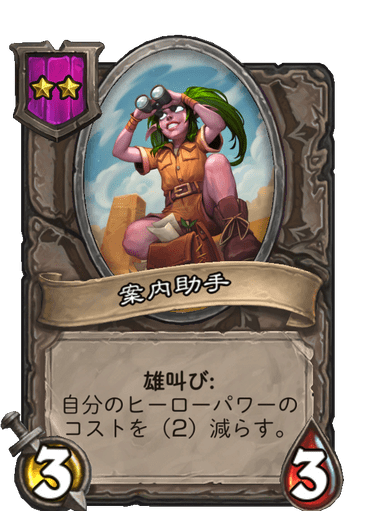 案内助手
雄叫び:
自分のヒーローパワーの
コストを（2）減らす。
3
3